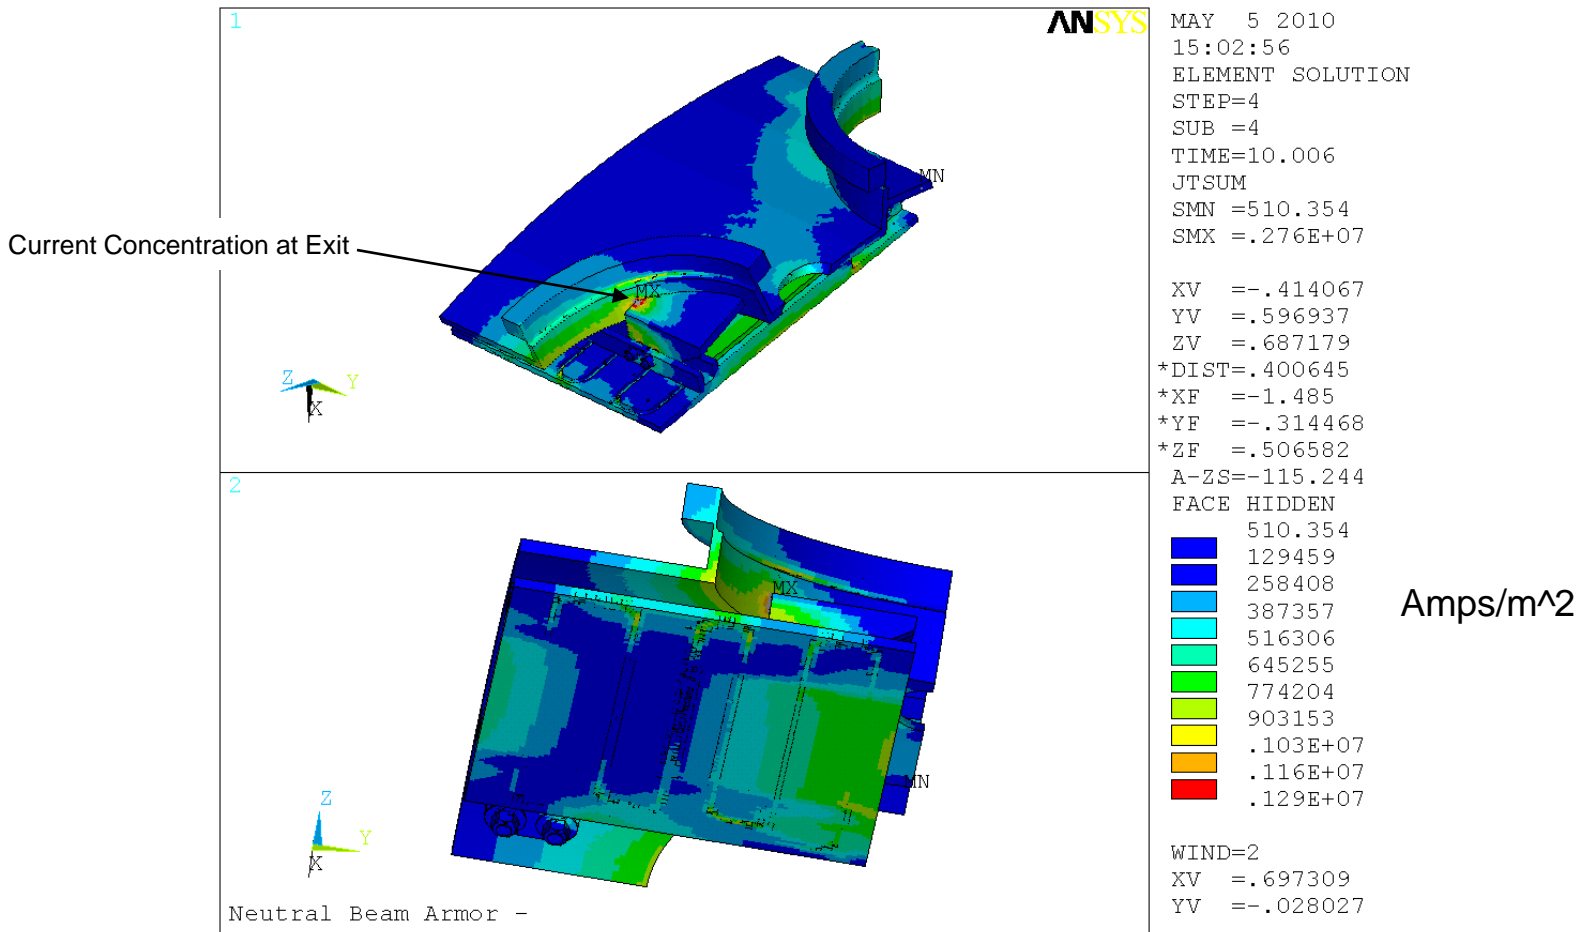 1
ANSYS
MX
MN
Current Concentration at Exit
Z
Y
X
2
MX
MN
Z
Y
X
Neutral Beam Armor -
MAY  5 2010
15:02:56
ELEMENT SOLUTION
STEP=4
SUB =4
TIME=10.006
JTSUM
SMN =510.354
SMX =.276E+07
XV  =-.414067
YV  =.596937
ZV  =.687179
*DIST=.400645
*XF  =-1.485
*YF  =-.314468
*ZF  =.506582
A-ZS=-115.244
FACE HIDDEN
510.354
129459
258408
387357
516306
645255
774204
903153
.103E+07
.116E+07
.129E+07
WIND=2
XV  =.697309
YV  =-.028027
Amps/m^2